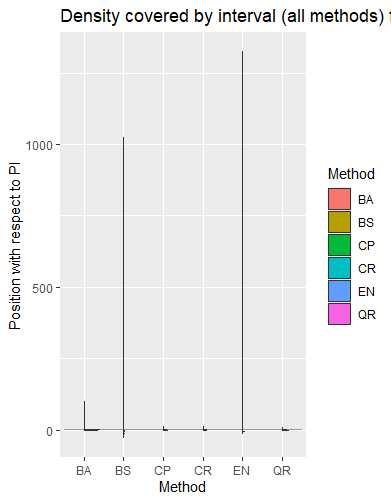 Density covered by interval (all methods) f
Position with respect to PI
1000
500
0
BA BS CP CR EN QR
Method
Method
BA
BS
CP
CR
EN
QR